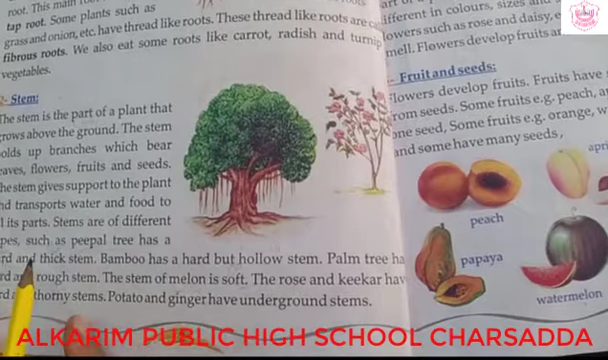 root. This main
tap root. Some plants such as
grass and onion, etc. have thread like roots. These thread like roots are
fibrous roots. We also eat some roots like carrot, radish and turnip
vegetables.
2- Stem:
The stem is the part of a plant that
grows above the ground. The stem
holds up branches which bear
leaves, flowers, fruits and seeds.
The stem gives support to the plant
and transports water and food to
its parts. Stems are of different
such as peepal tree has a
and thick stem. Bamboo has a hard but hollow stem. Palm tree
rough stem. The stem of melon is soft. The rose and keekar
thorny stems. Potato and ginger have underground stems.
different in colours, sizes and
flowers such as rose and daisy,
smell. Flowers develop fruits
- Fruit and seeds:
Flowers develop fruits. Fruits have
from seeds. Some fruits e.g. peach,
one seed, Some fruits e.g. orange,
and some have many seeds,
peach
papaya
watermelon
ALKARIM PUBLIC HIGH SCHOOL CHARSADDA